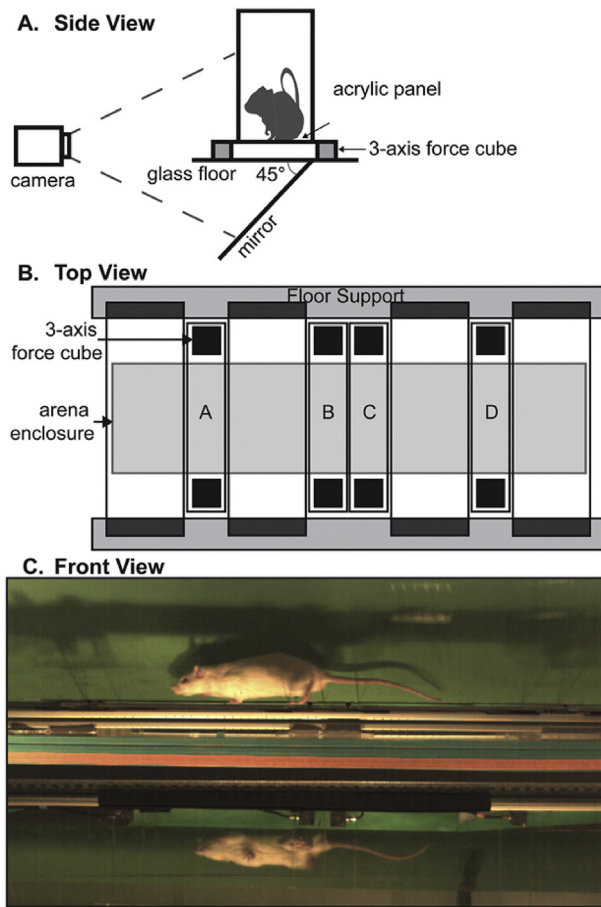 A. Side View
acrylic panel
3-axis force cube
camera
glass floor
45°
mirror
B. Top View
Floor Support
3-axis
force cube
arena
enclosure
A
B
C
D
C. Front View